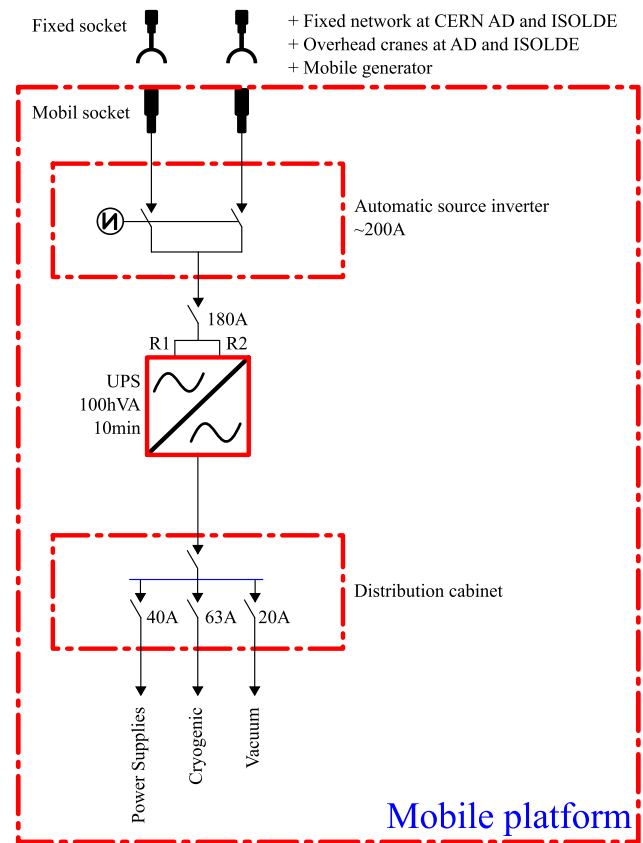 Fixed socket
+ Fixed network at CERN AD and ISOLDE
+ Overhead cranes at AD and ISOLDE
+ Mobile generator
Mobil socket
Automatic source inverter
~200A
180A
R1
R2
UPS
100hVA
10min
Distribution cabinet
40A
63A
20A
Power Supplies
Cryogenic
Vacuum
Mobile platform